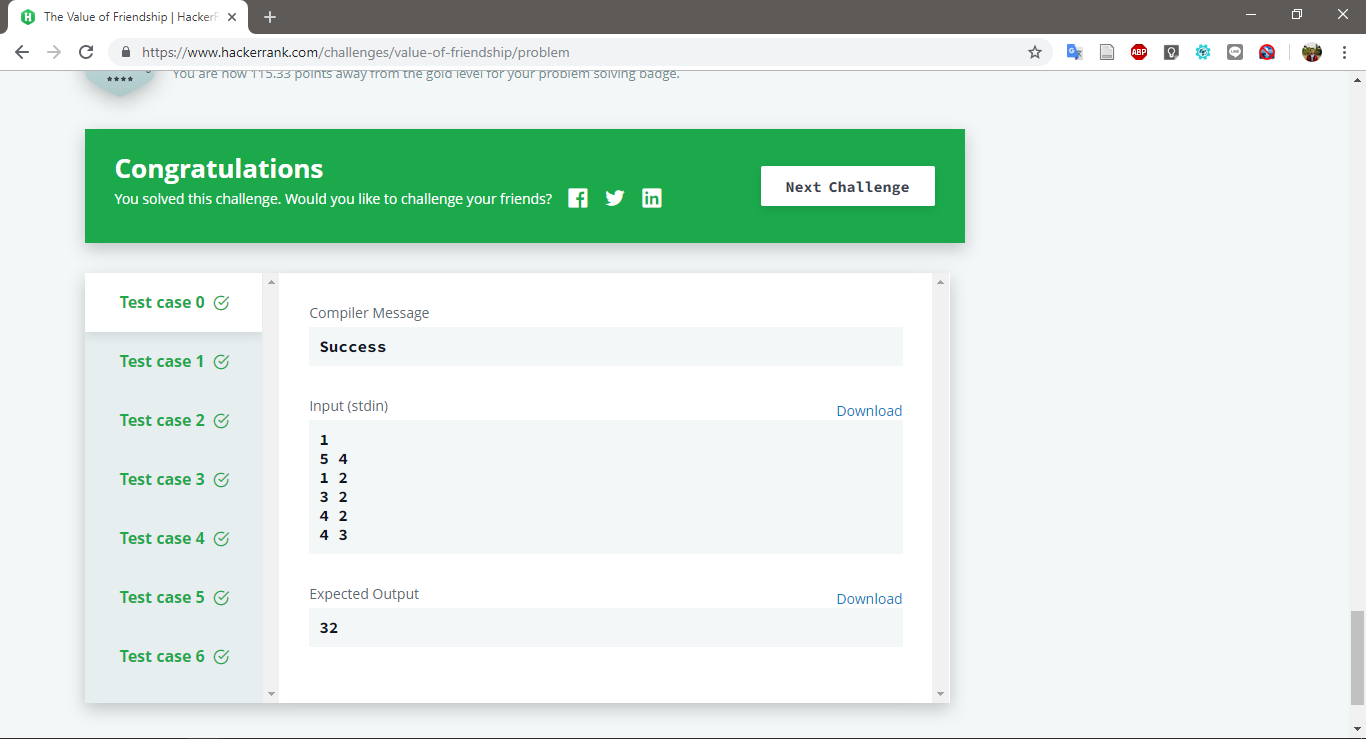 The Value of Friendship | Hacker
https://www.hackerrank.com/challenges/value-of-friendship/problem
ABP
LINE
You are now 115.33 points away from the gold level for your problem solving badge.
Congratulations
You solved this challenge. Would you like to challenge your friends?
Next Challenge
Test case 0
Test case 1
Test case 2
Test case 3
Test case 4
Test case 5
Test case 6
Compiler Message
Success
Input (stdin)
Download
1
5 4
1 2
3 2
4 2
4 3
Expected Output
Download
32